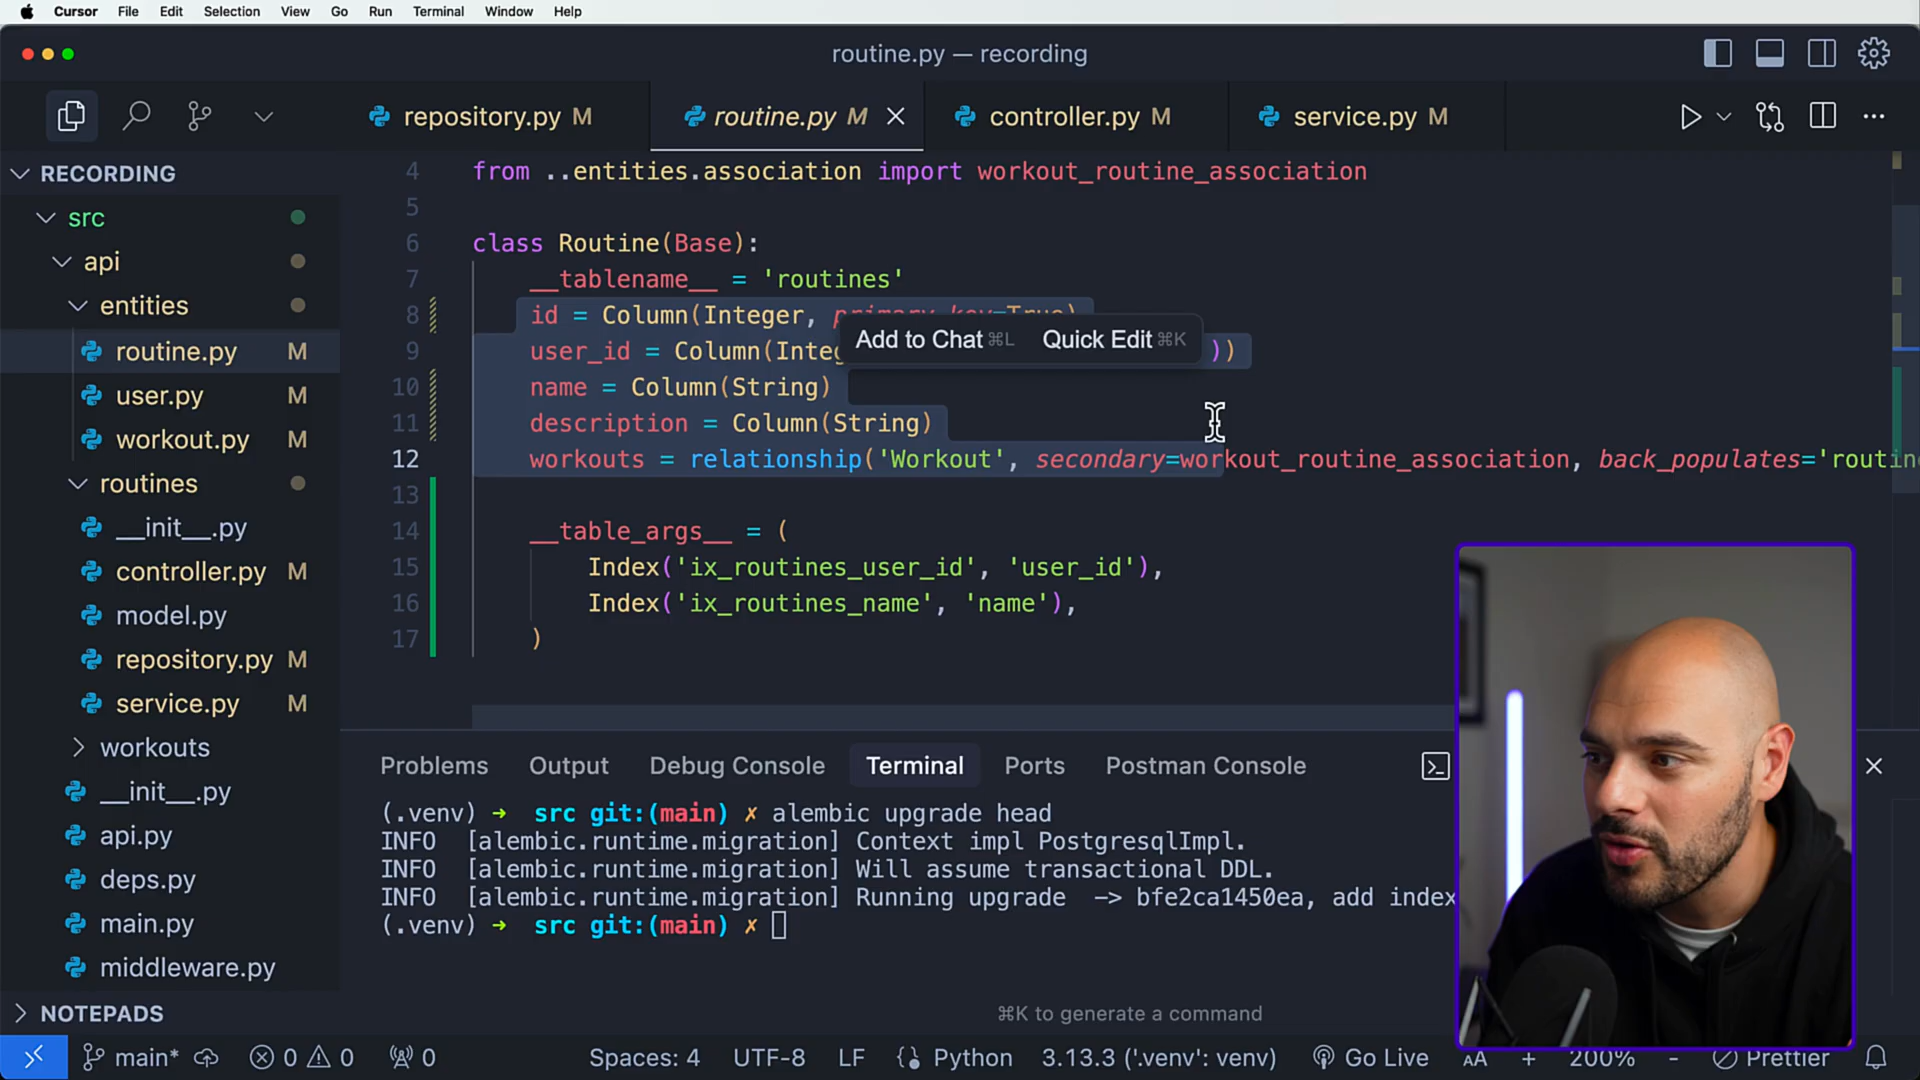 Cursor File Edit Selection View Go Run Terminal Window Help
routine.py — recording
repository.py M routine.py M controller.py M service.py M
RECORDING
src
api
entities
routine.py M
user.py M
workout.py M
routines
__init__.py
controller.py M
model.py
repository.py M
service.py M
workouts
__init__.py
api.py
deps.py
main.py
middleware.py
NOTEPADS
4 from ..entities.association import workout_routine_association
5
6 class Routine(Base):
7 __tablename__ = 'routines'
8 id = Column(Integer, primary_key=True)
9 user_id = Column(Integ ))
Add to Chat ⌘L Quick Edit ⌘K
10 name = Column(String)
11 description = Column(String)
12 workouts = relationship('Workout', secondary=workout_routine_association, back_populates='routin
13
14 __table_args__ = (
15 Index('ix_routines_user_id', 'user_id'),
16 Index('ix_routines_name', 'name'),
17 )
Problems Output Debug Console Terminal Ports Postman Console
(.venv) → src git:(main) ✗ alembic upgrade head
INFO [alembic.runtime.migration] Context impl PostgresqlImpl.
INFO [alembic.runtime.migration] Will assume transactional DDL.
INFO [alembic.runtime.migration] Running upgrade -> bfe2ca1450ea, add index
(.venv) → src git:(main) ✗
⌘K to generate a command
main* 0 0 0 Spaces: 4 UTF-8 LF Python 3.13.3 ('.venv': venv) Go Live AA + 200% - Prettier